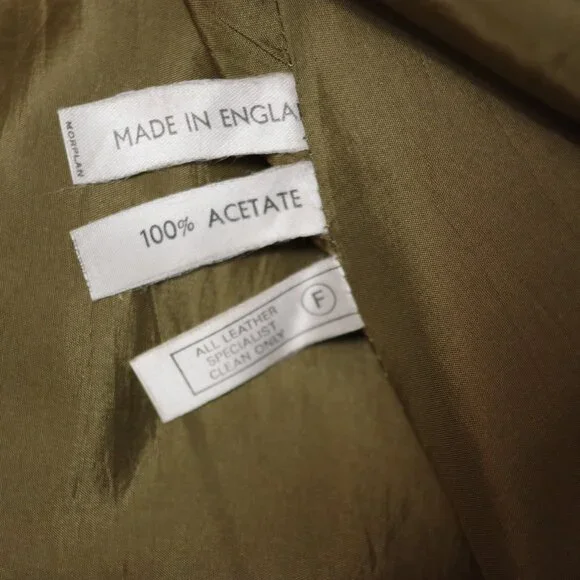 MORPLAN
MADE IN ENGLA
100% ACETATE
ALL LEATHER
SPECIALIST
CLEAN ONLY
F